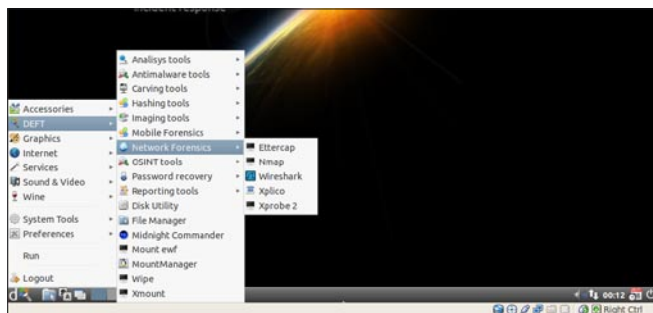 incident response
Analisys tools
Antimalware tools
Carving tools
Hashing tools
Imaging tools
Mobile Forensics
Network Forensics
OSINT tools
Password recovery
Reporting tools
Disk Utility
File Manager
Midnight Commander
Mount ewf
MountManager
Wipe
Xmount
Accessories
DEFT
Graphics
Internet
Services
Sound & Video
Wine
System Tools
Preferences
Run
Logout
Ettercap
Nmap
Wireshark
Xplico
Xprobe 2
00:12
Right Ctrl